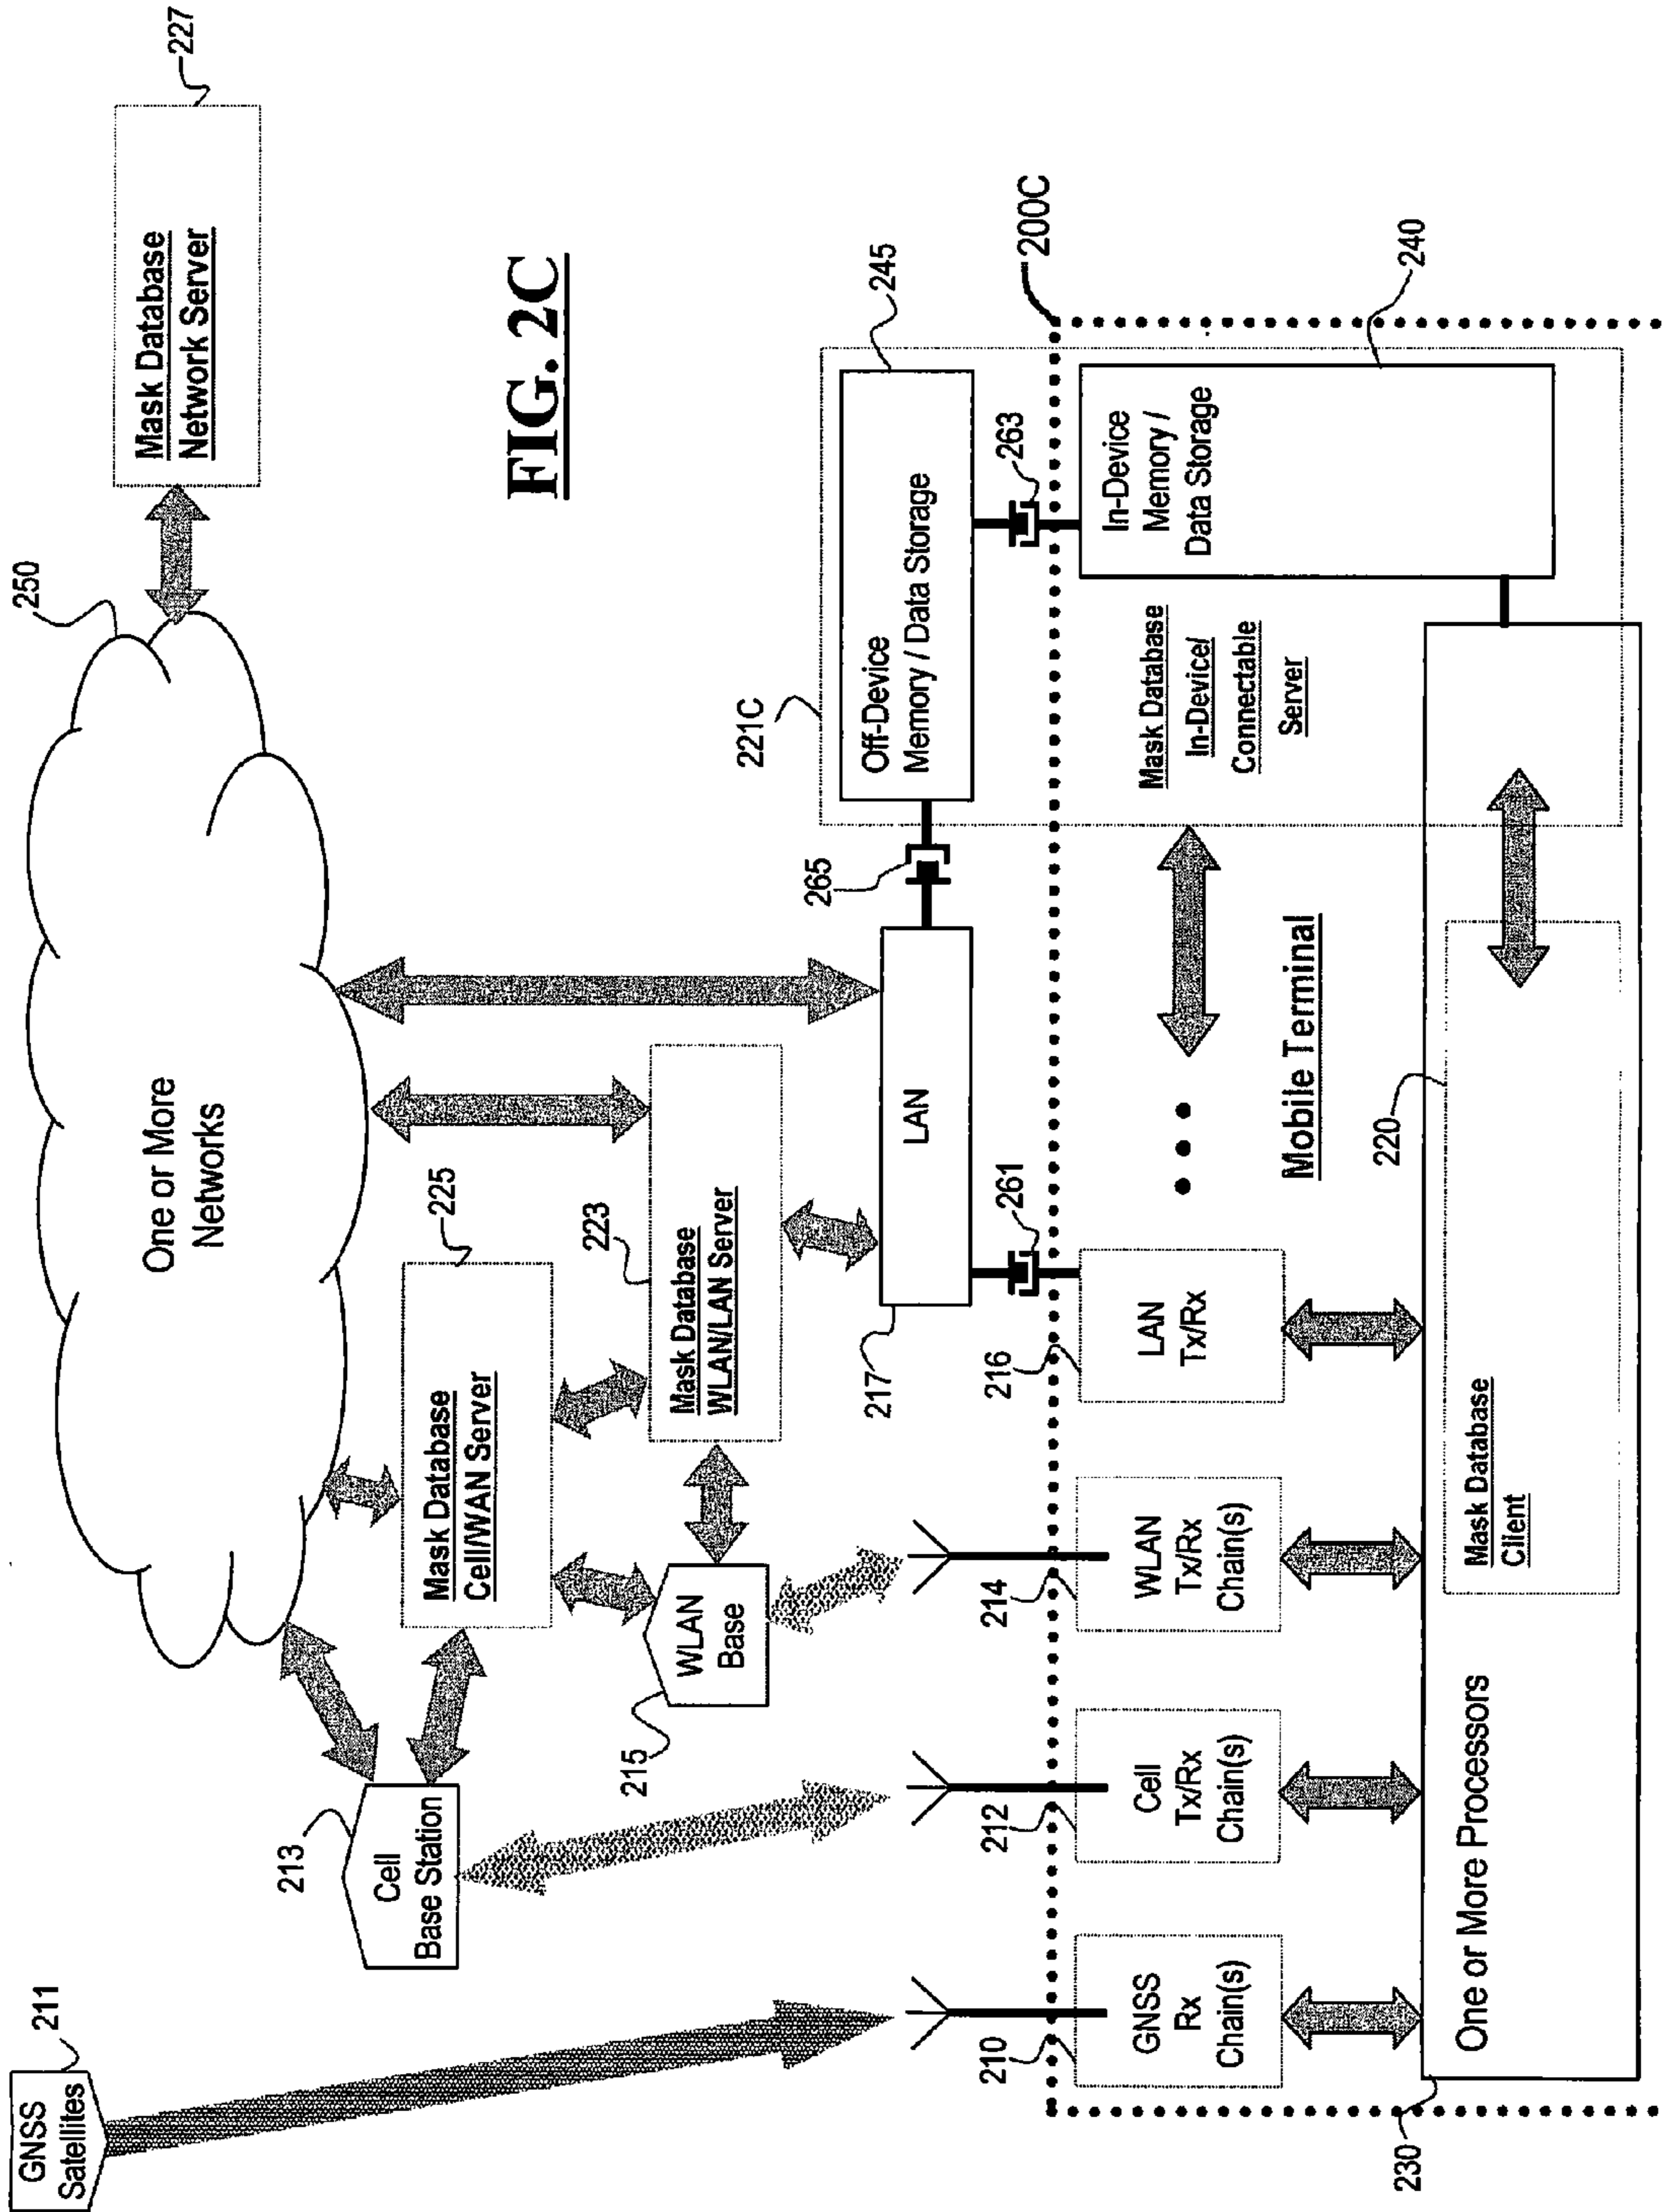 GNSS
Satellites
211
One or More
Networks
250
Mask Database
Network Server
227
FIG. 2C
213
Cell
Base Station
Mask Database
Cell/WAN Server
225
215
WLAN
Base
223
Mask Database
WLAN/LAN Server
217
LAN
265
221C
Off-Device
Memory / Data Storage
245
263
261
200C
210
GNSS
Rx
Chain(s)
212
Cell
Tx/Rx
Chain(s)
214
WLAN
Tx/Rx
Chain(s)
216
LAN
Tx/Rx
Mobile Terminal
Mask Database
In-Device/
Connectable
Server
In-Device
Memory /
Data Storage
240
230
One or More Processors
Mask Database
Client
220